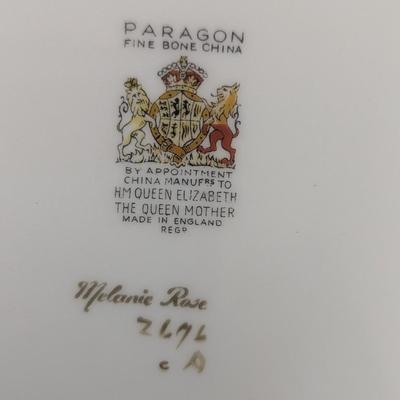 PARAGON
FINE BONE CHINA
BY APPOINTMENT
CHINA MANUFRS TO
H.M QUEEN ELIZABETH
THE QUEEN MOTHER
MADE IN ENGLAND
REGD
Melanie Rose
c A